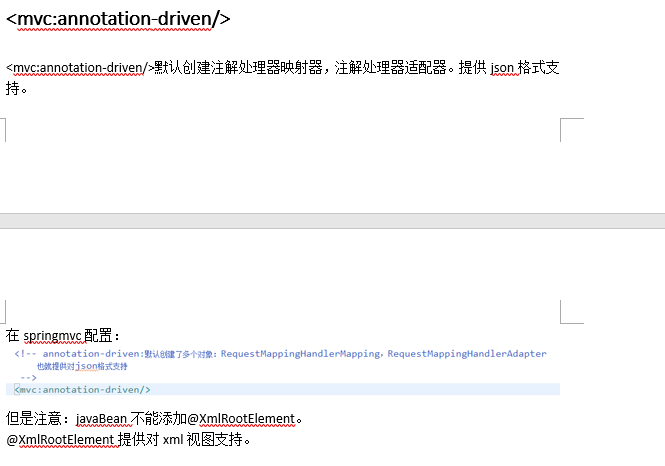 <mvc:annotation-driven/>
<mvc:annotation-driven/>默认创建注解处理器映射器，注解处理器适配器。提供 json 格式支
持。
在 springmvc 配置：
<!-- annotation-driven:默认创建了多个对象：RequestMappingHandlerMapping，RequestMappingHandlerAdapter
也就提供对json格式支持
-->
<mvc:annotation-driven/>
但是注意：javaBean 不能添加@XmlRootElement。
@XmlRootElement 提供对 xml 视图支持。